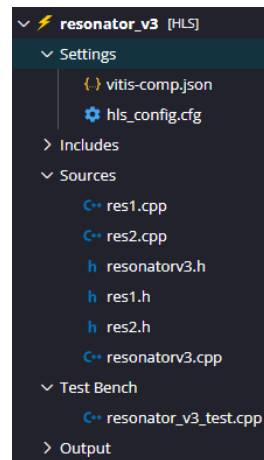 resonator_v3 [HLS]
Settings
{..} vitis-comp.json
hls_config.cfg
Includes
Sources
C++ res1.cpp
C++ res2.cpp
h resonatorv3.h
h res1.h
h res2.h
C++ resonatorv3.cpp
Test Bench
C++ resonator_v3_test.cpp
Output